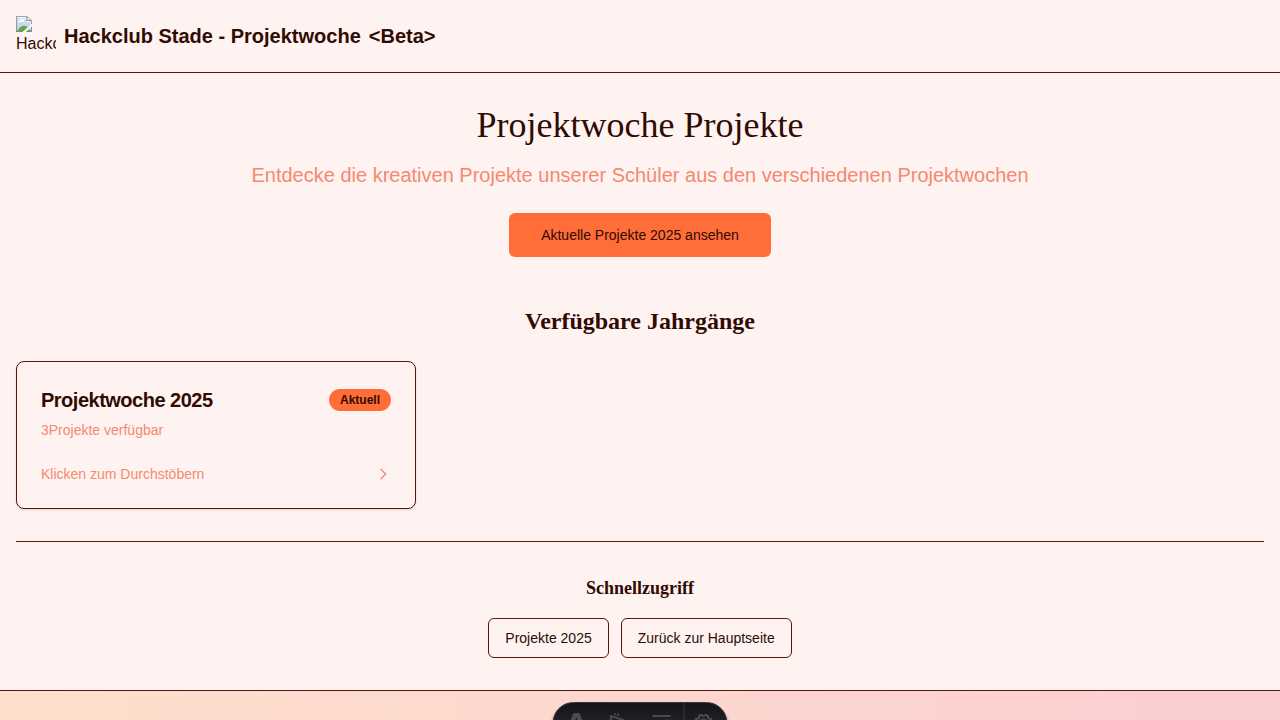 Hackc
Hackclub Stade - Projektwoche <Beta>
Projektwoche Projekte
Entdecke die kreativen Projekte unserer Schüler aus den verschiedenen Projektwochen
Aktuelle Projekte 2025 ansehen
Verfügbare Jahrgänge
Projektwoche 2025
Aktuell
3Projekte verfügbar
Klicken zum Durchstöbern
Schnellzugriff
Projekte 2025
Zurück zur Hauptseite